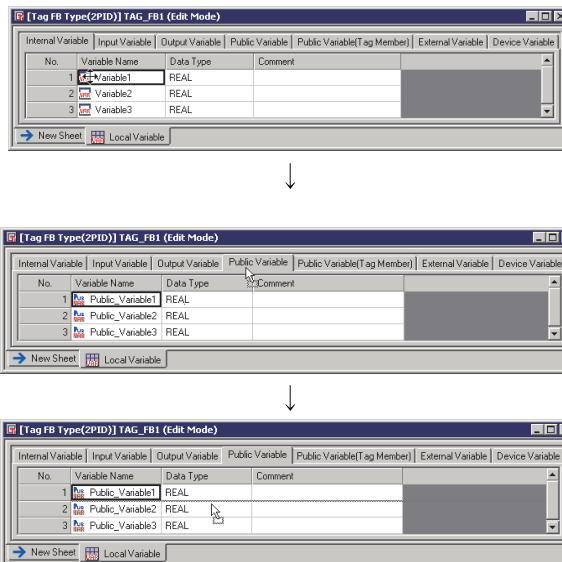 [Tag FB Type(2PID)] TAG_FB1 (Edit Mode)
Internal Variable Input Variable Output Variable Public Variable Public Variable(Tag Member) External Variable Device Variable
No. Variable Name Data Type Comment
1 Variable1 REAL
2 Variable2 REAL
3 Variable3 REAL
New Sheet Local Variable
[Tag FB Type(2PID)] TAG_FB1 (Edit Mode)
Internal Variable Input Variable Output Variable Public Variable Public Variable(Tag Member) External Variable Device Variable
No. Variable Name Data Type Comment
1 Public_Variable1 REAL
2 Public_Variable2 REAL
3 Public_Variable3 REAL
New Sheet Local Variable
[Tag FB Type(2PID)] TAG_FB1 (Edit Mode)
Internal Variable Input Variable Output Variable Public Variable Public Variable(Tag Member) External Variable Device Variable
No. Variable Name Data Type Comment
1 Public_Variable1 REAL
2 Public_Variable2 REAL
3 Public_Variable3 REAL
New Sheet Local Variable